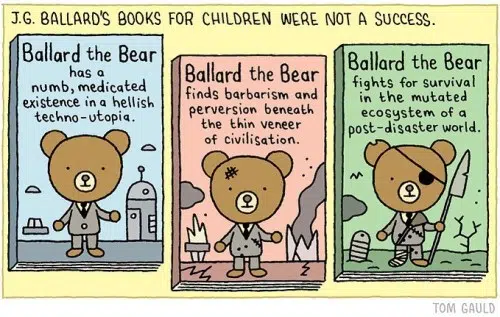 J.G. BALLARD'S BOOKS FOR CHILDREN WERE NOT A SUCCESS.
Ballard the Bear
has a
numb, medicated
existence in a hellish
techno-utopia.
Ballard the Bear
finds barbarism and
perversion beneath
the thin veneer
of civilisation.
Ballard the Bear
fights for survival
in the mutated
ecosystem of a
post-disaster world.
TOM GAULD